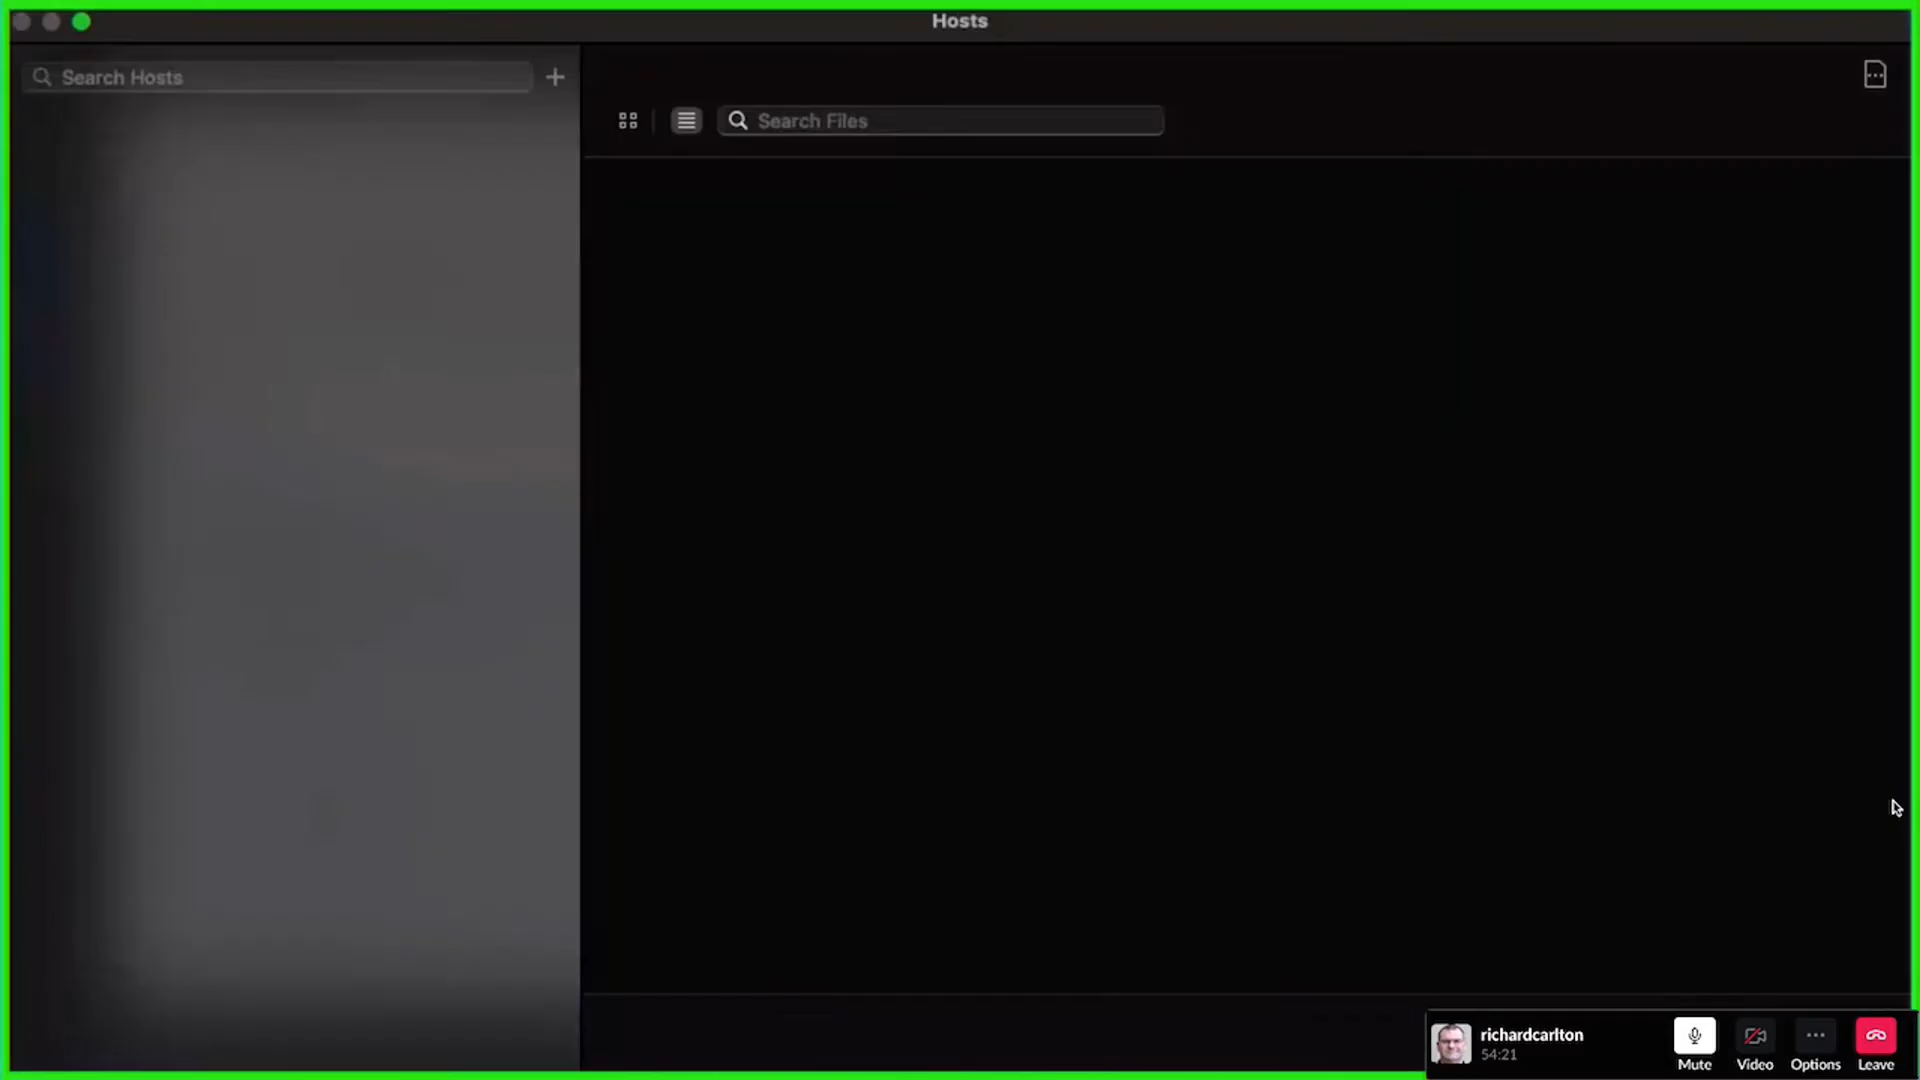 Hosts
Search Hosts
Search Files
richardcarlton
54:21
Mute
Video
Options
Leave